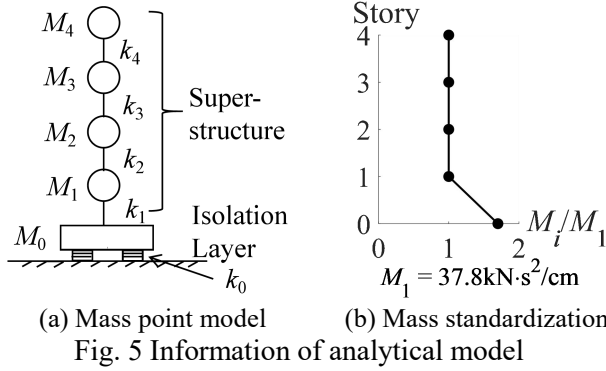 M₄
k₄
M₃
k₃
M₂
k₂
M₁
k₁
M₀
k₀
Super-
structure
Isolation
Layer
(a) Mass point model
Story
4
3
2
1
0
0 1 2
Mᵢ/M₁
M₁ = 37.8kN·s²/cm
(b) Mass standardization
Fig. 5 Information of analytical model